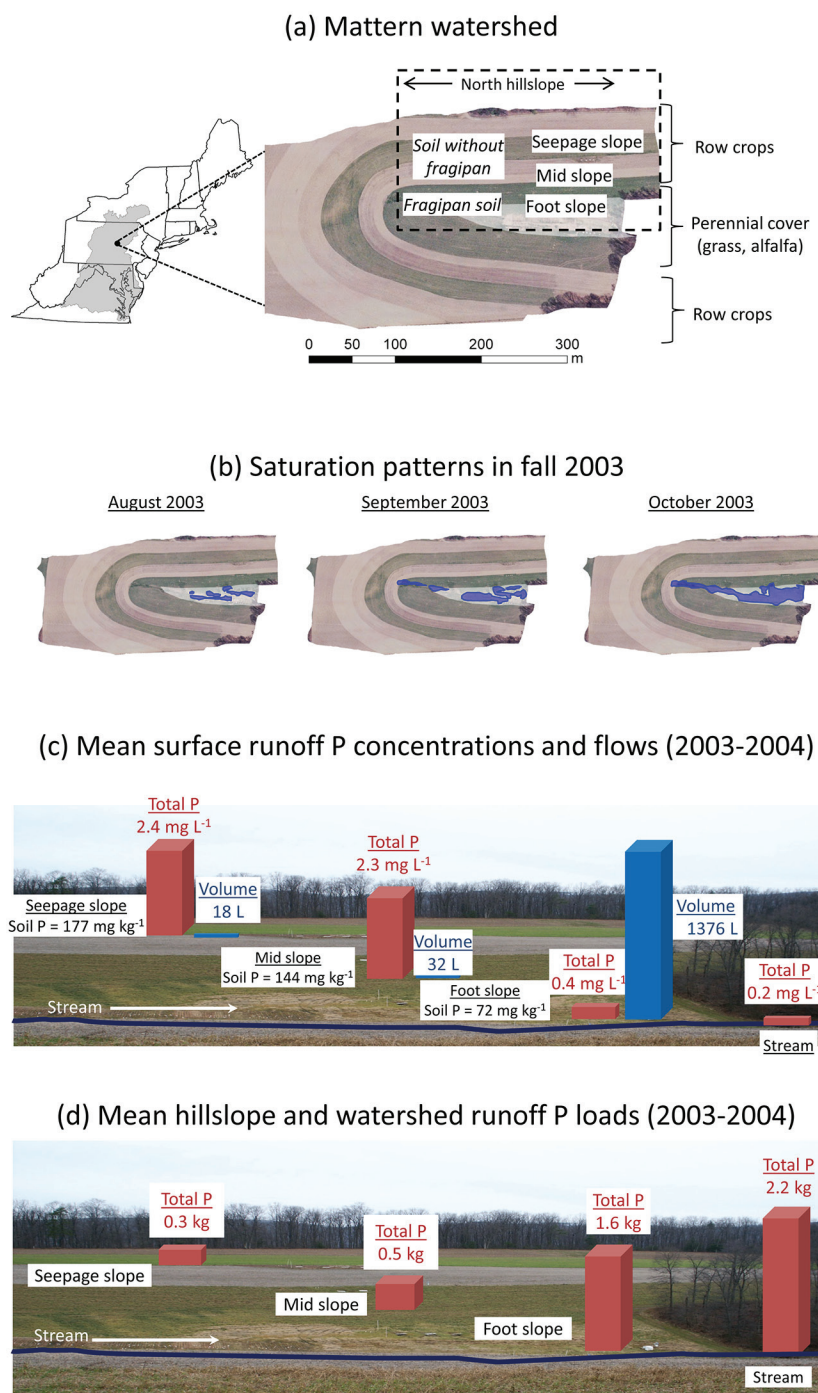 (a) Mattern watershed
North hillslope
Soil without
fragipan
Seepage slope
Mid slope
Fragipan soil
Foot slope
Row crops
Perennial cover
(grass, alfalfa)
Row crops
0 50 100 200 300
m
(b) Saturation patterns in fall 2003
August 2003
September 2003
October 2003
(c) Mean surface runoff P concentrations and flows (2003-2004)
Total P
2.4 mg L⁻¹
Seepage slope
Soil P = 177 mg kg⁻¹
Volume
18 L
Total P
2.3 mg L⁻¹
Mid slope
Soil P = 144 mg kg⁻¹
Volume
32 L
Foot slope
Soil P = 72 mg kg⁻¹
Total P
0.4 mg L⁻¹
Volume
1376 L
Total P
0.2 mg L⁻¹
Stream
Stream
(d) Mean hillslope and watershed runoff P loads (2003-2004)
Total P
0.3 kg
Seepage slope
Total P
0.5 kg
Mid slope
Total P
1.6 kg
Foot slope
Total P
2.2 kg
Stream
Stream